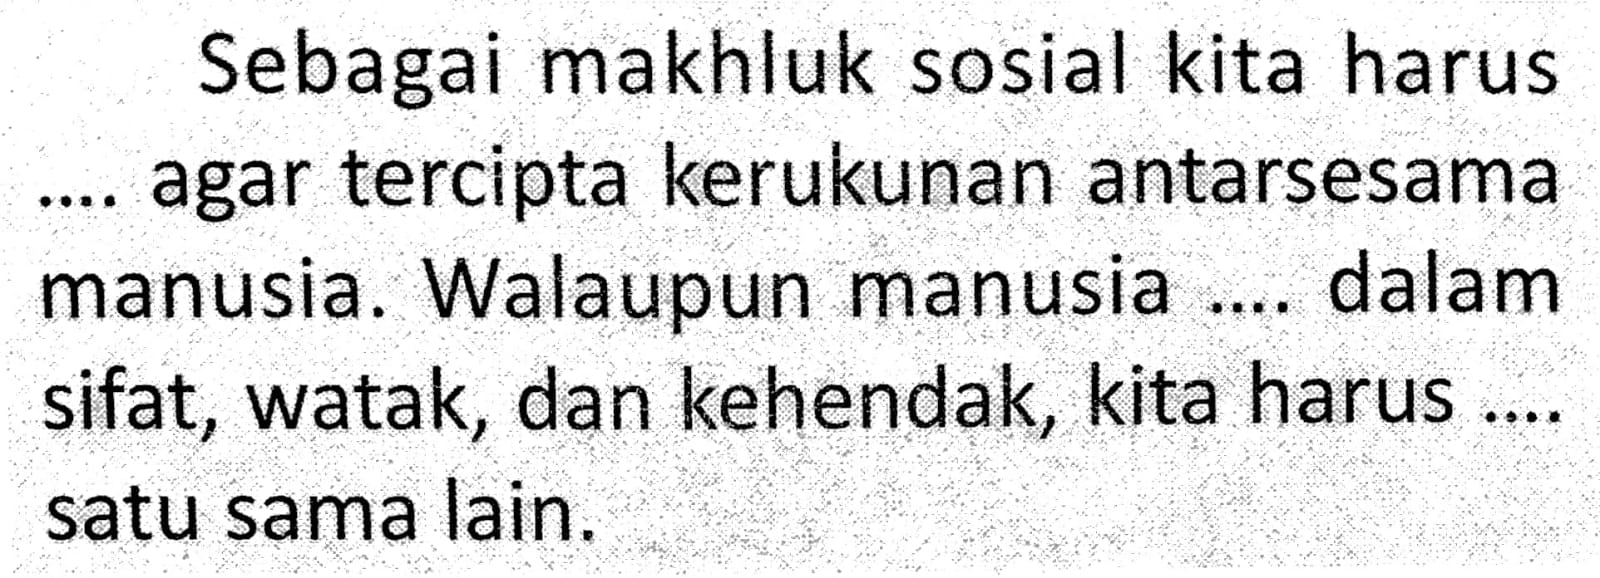 Sebagai makhluk sosial kita harus
.... agar tercipta kerukunan antarsesama
manusia. Walaupun manusia .... dalam
sifat, watak, dan kehendak, kita harus ....
satu sama lain.